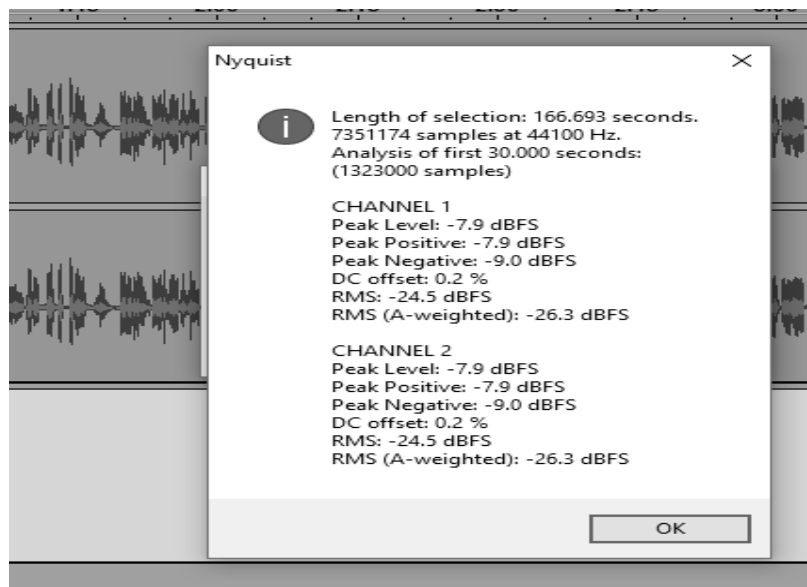 Nyquist
Length of selection: 166.693 seconds.
7351174 samples at 44100 Hz.
Analysis of first 30.000 seconds:
(1323000 samples)
CHANNEL 1
Peak Level: -7.9 dBFS
Peak Positive: -7.9 dBFS
Peak Negative: -9.0 dBFS
DC offset: 0.2 %
RMS: -24.5 dBFS
RMS (A-weighted): -26.3 dBFS
CHANNEL 2
Peak Level: -7.9 dBFS
Peak Positive: -7.9 dBFS
Peak Negative: -9.0 dBFS
DC offset: 0.2 %
RMS: -24.5 dBFS
RMS (A-weighted): -26.3 dBFS
OK